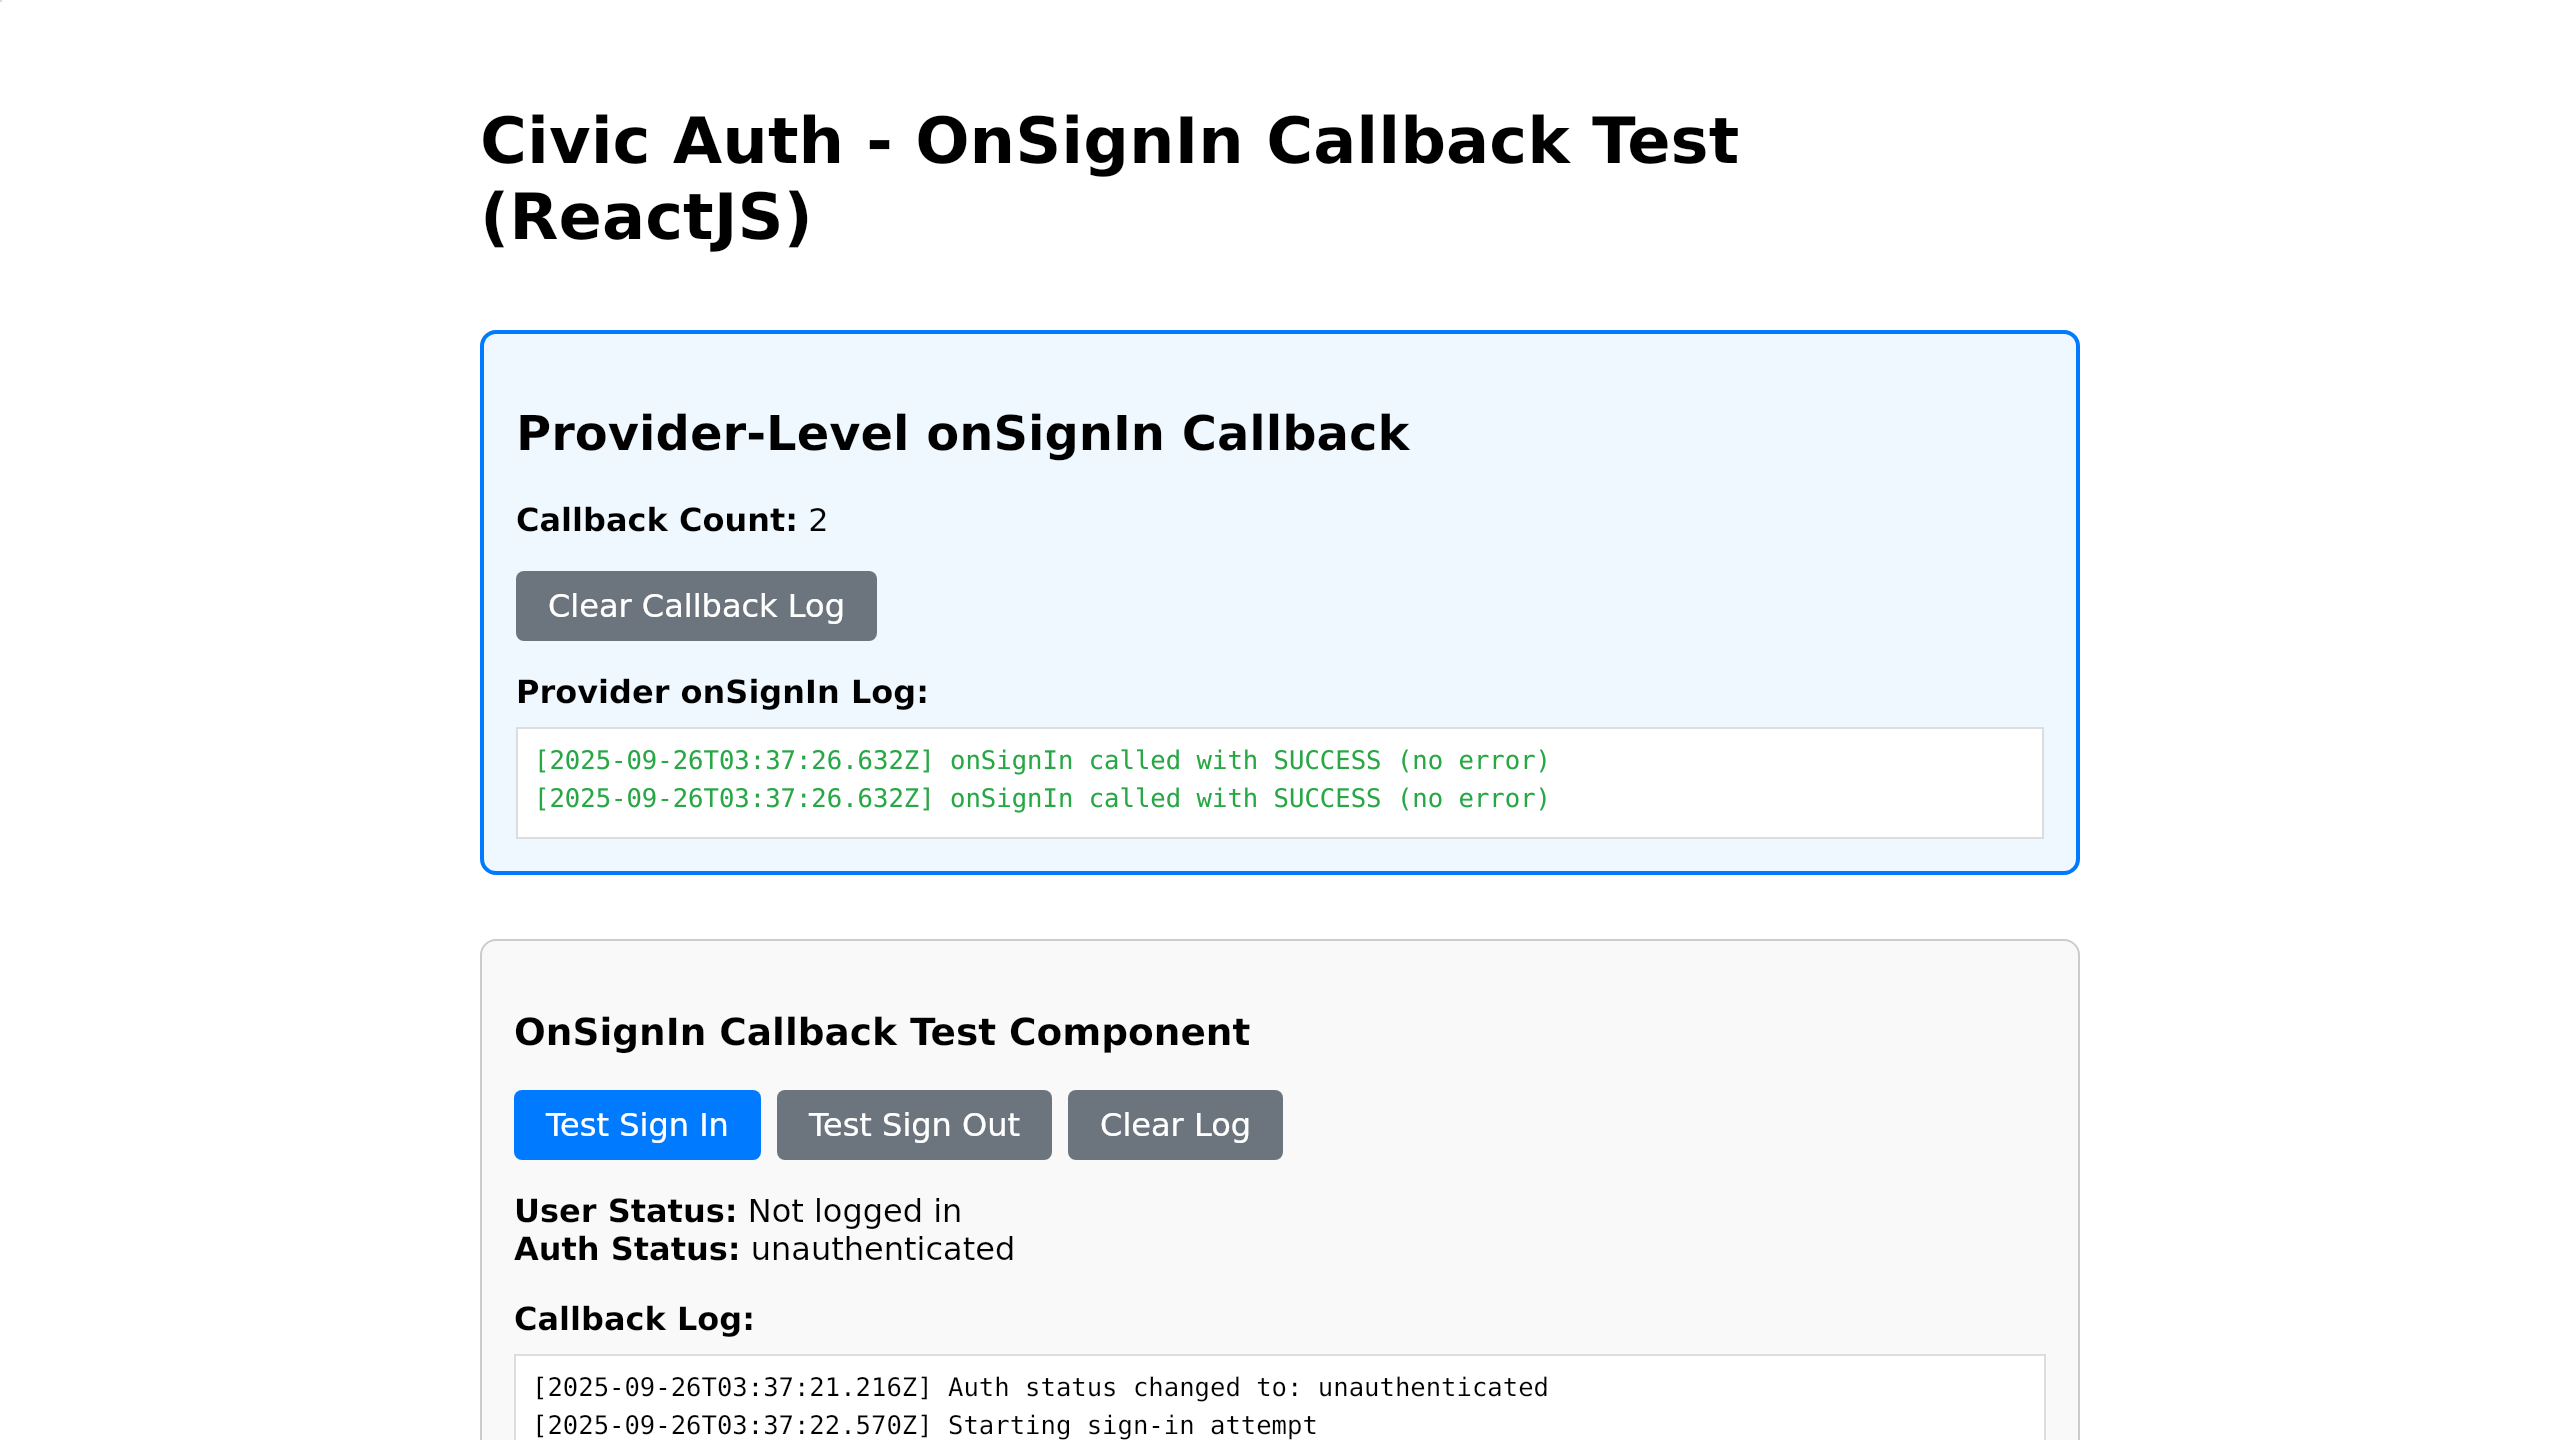 Civic Auth - OnSignIn Callback Test
(ReactJS)
Provider-Level onSignIn Callback
Callback Count: 2
Clear Callback Log
Provider onSignIn Log:
[2025-09-26T03:37:26.632Z] onSignIn called with SUCCESS (no error)
[2025-09-26T03:37:26.632Z] onSignIn called with SUCCESS (no error)
OnSignIn Callback Test Component
Test Sign In Test Sign Out Clear Log
User Status: Not logged in
Auth Status: unauthenticated
Callback Log:
[2025-09-26T03:37:21.216Z] Auth status changed to: unauthenticated
[2025-09-26T03:37:22.570Z] Starting sign-in attempt